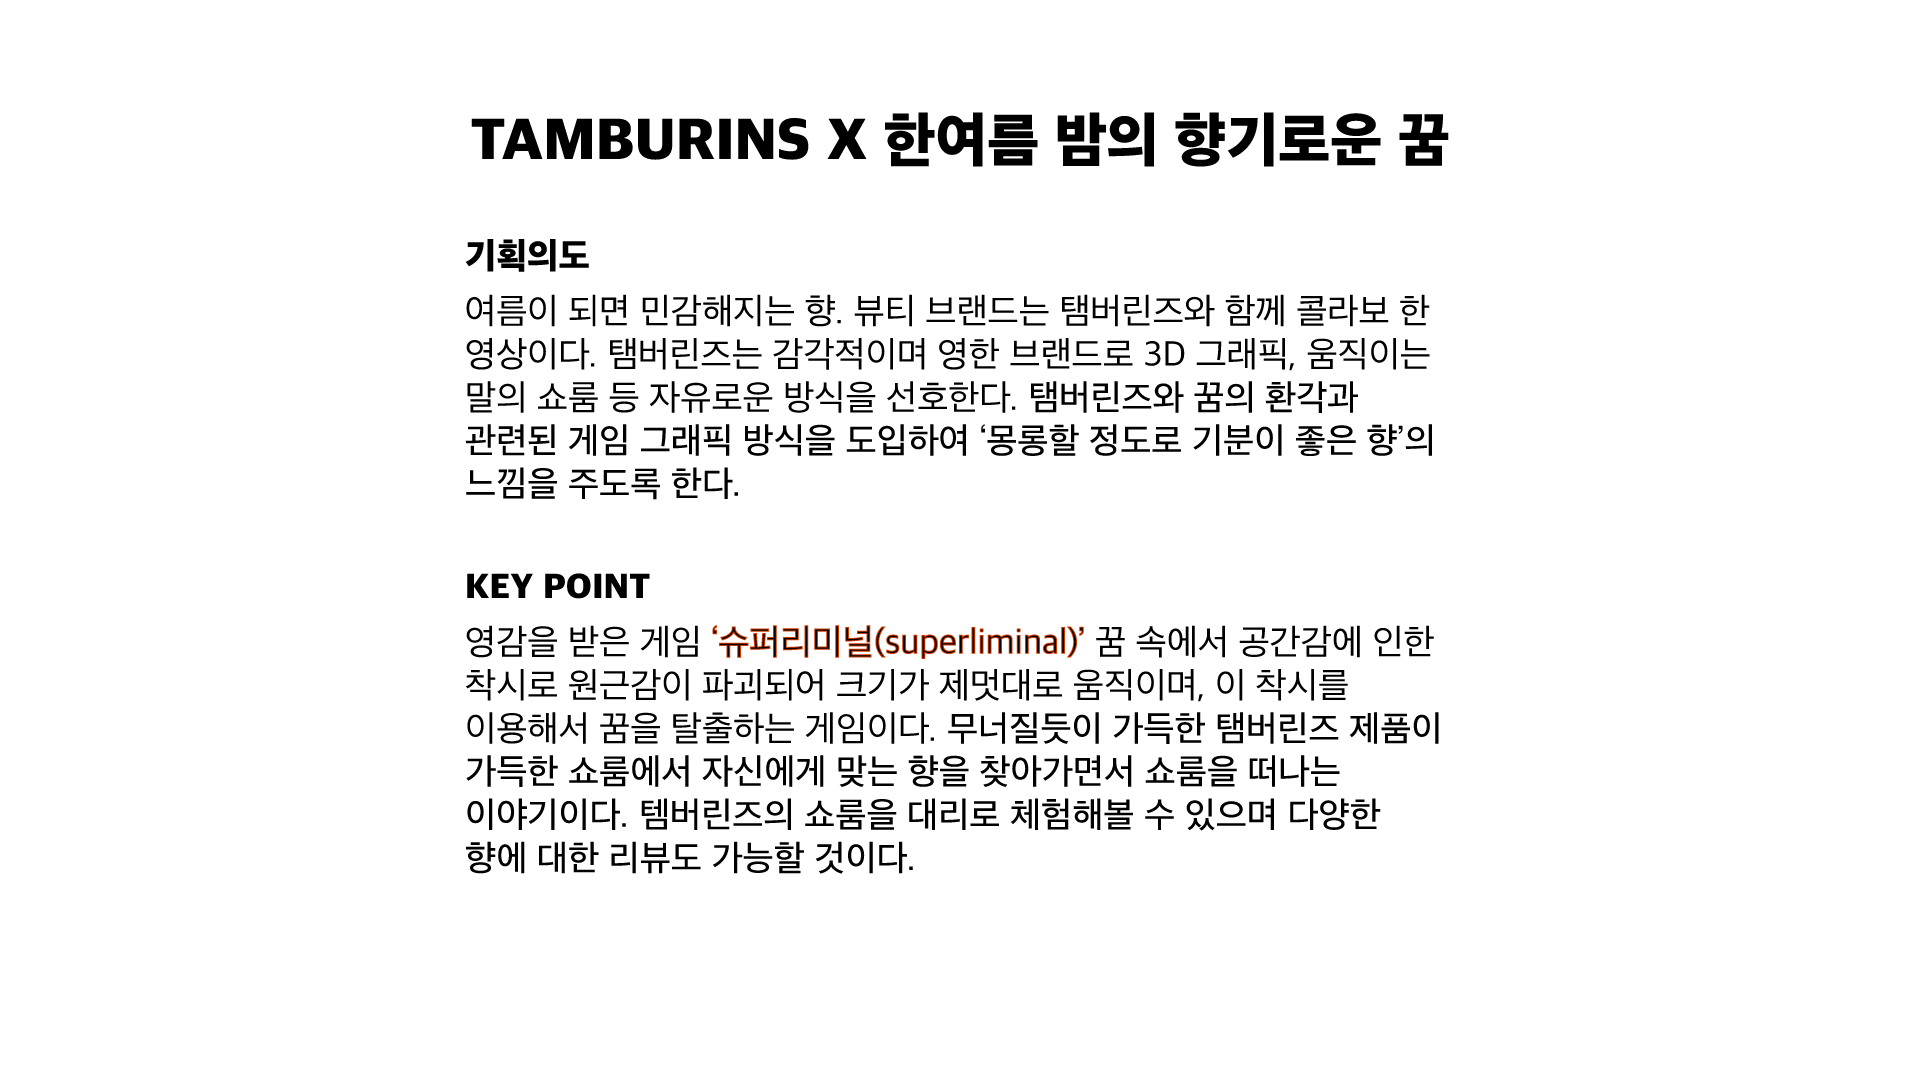 TAMBURINS X 한여름 밤의 향기로운 꿈
기획의도
여름이 되면 민감해지는 향. 뷰티 브랜드는 탬버린즈와 함께 콜라보 한
영상이다. 탬버린즈는 감각적이며 영한 브랜드로 3D 그래픽, 움직이는
말의 쇼룸 등 자유로운 방식을 선호한다. 탬버린즈와 꿈의 환각과
관련된 게임 그래픽 방식을 도입하여 ‘몽롱할 정도로 기분이 좋은 향’의
느낌을 주도록 한다.
KEY POINT
영감을 받은 게임 ‘슈퍼리미널(superliminal)’ 꿈 속에서 공간감에 인한
착시로 원근감이 파괴되어 크기가 제멋대로 움직이며, 이 착시를
이용해서 꿈을 탈출하는 게임이다. 무너질듯이 가득한 탬버린즈 제품이
가득한 쇼룸에서 자신에게 맞는 향을 찾아가면서 쇼룸을 떠나는
이야기이다. 템버린즈의 쇼룸을 대리로 체험해볼 수 있으며 다양한
향에 대한 리뷰도 가능할 것이다.